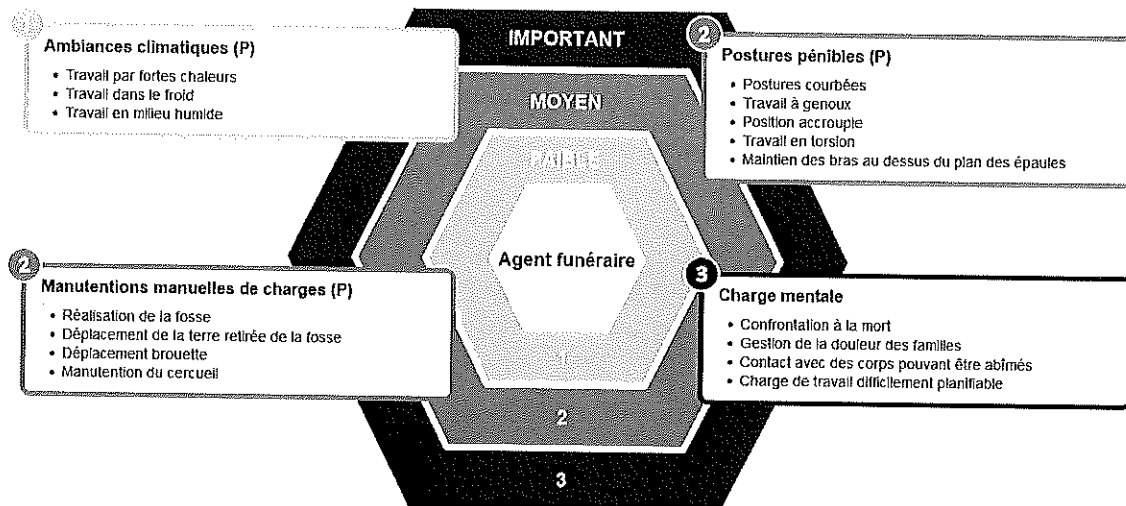 1
Ambiances climatiques (P)
• Travail par fortes chaleurs
• Travail dans le froid
• Travail en milieu humide
IMPORTANT
MOYEN
FAIBLE
2
Postures pénibles (P)
• Postures courbées
• Travail à genoux
• Position accroupie
• Travail en torsion
• Maintien des bras au dessus du plan des épaules
Agent funéraire
2
Manutentions manuelles de charges (P)
• Réalisation de la fosse
• Déplacement de la terre retirée de la fosse
• Déplacement brouette
• Manutention du cercueil
3
Charge mentale
• Confrontation à la mort
• Gestion de la douleur des familles
• Contact avec des corps pouvant être abîmés
• Charge de travail difficilement planifiable
1
2
3